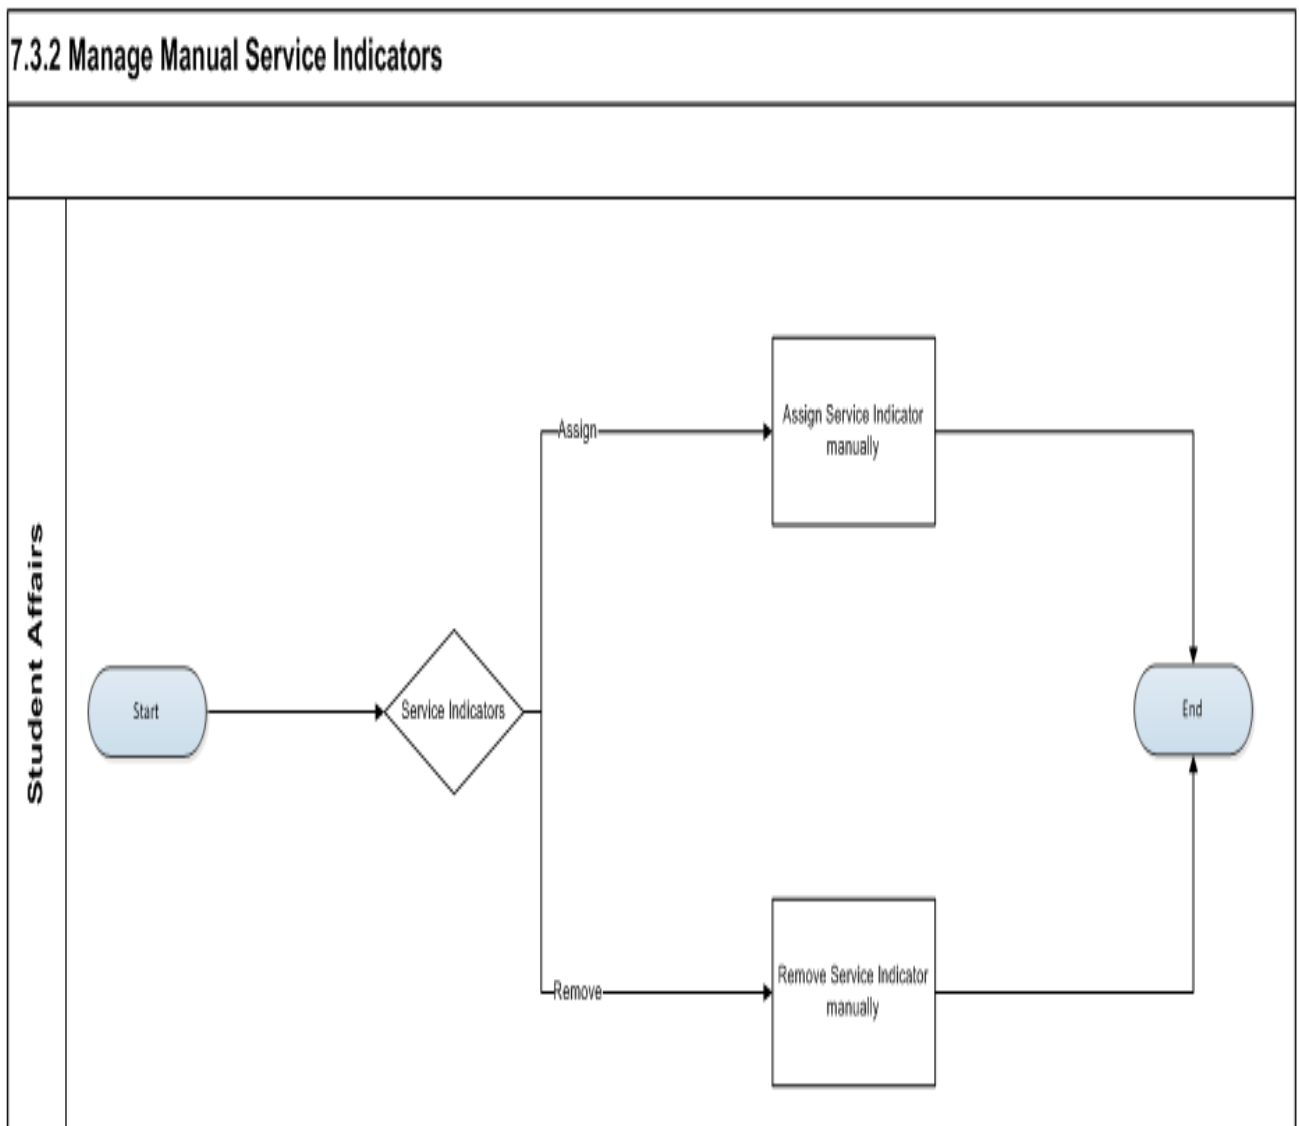 7.3.2 Manage Manual Service Indicators
Student Affairs
Start
Service Indicators
Assign
Assign Service Indicator
manually
End
Remove
Remove Service Indicator
manually